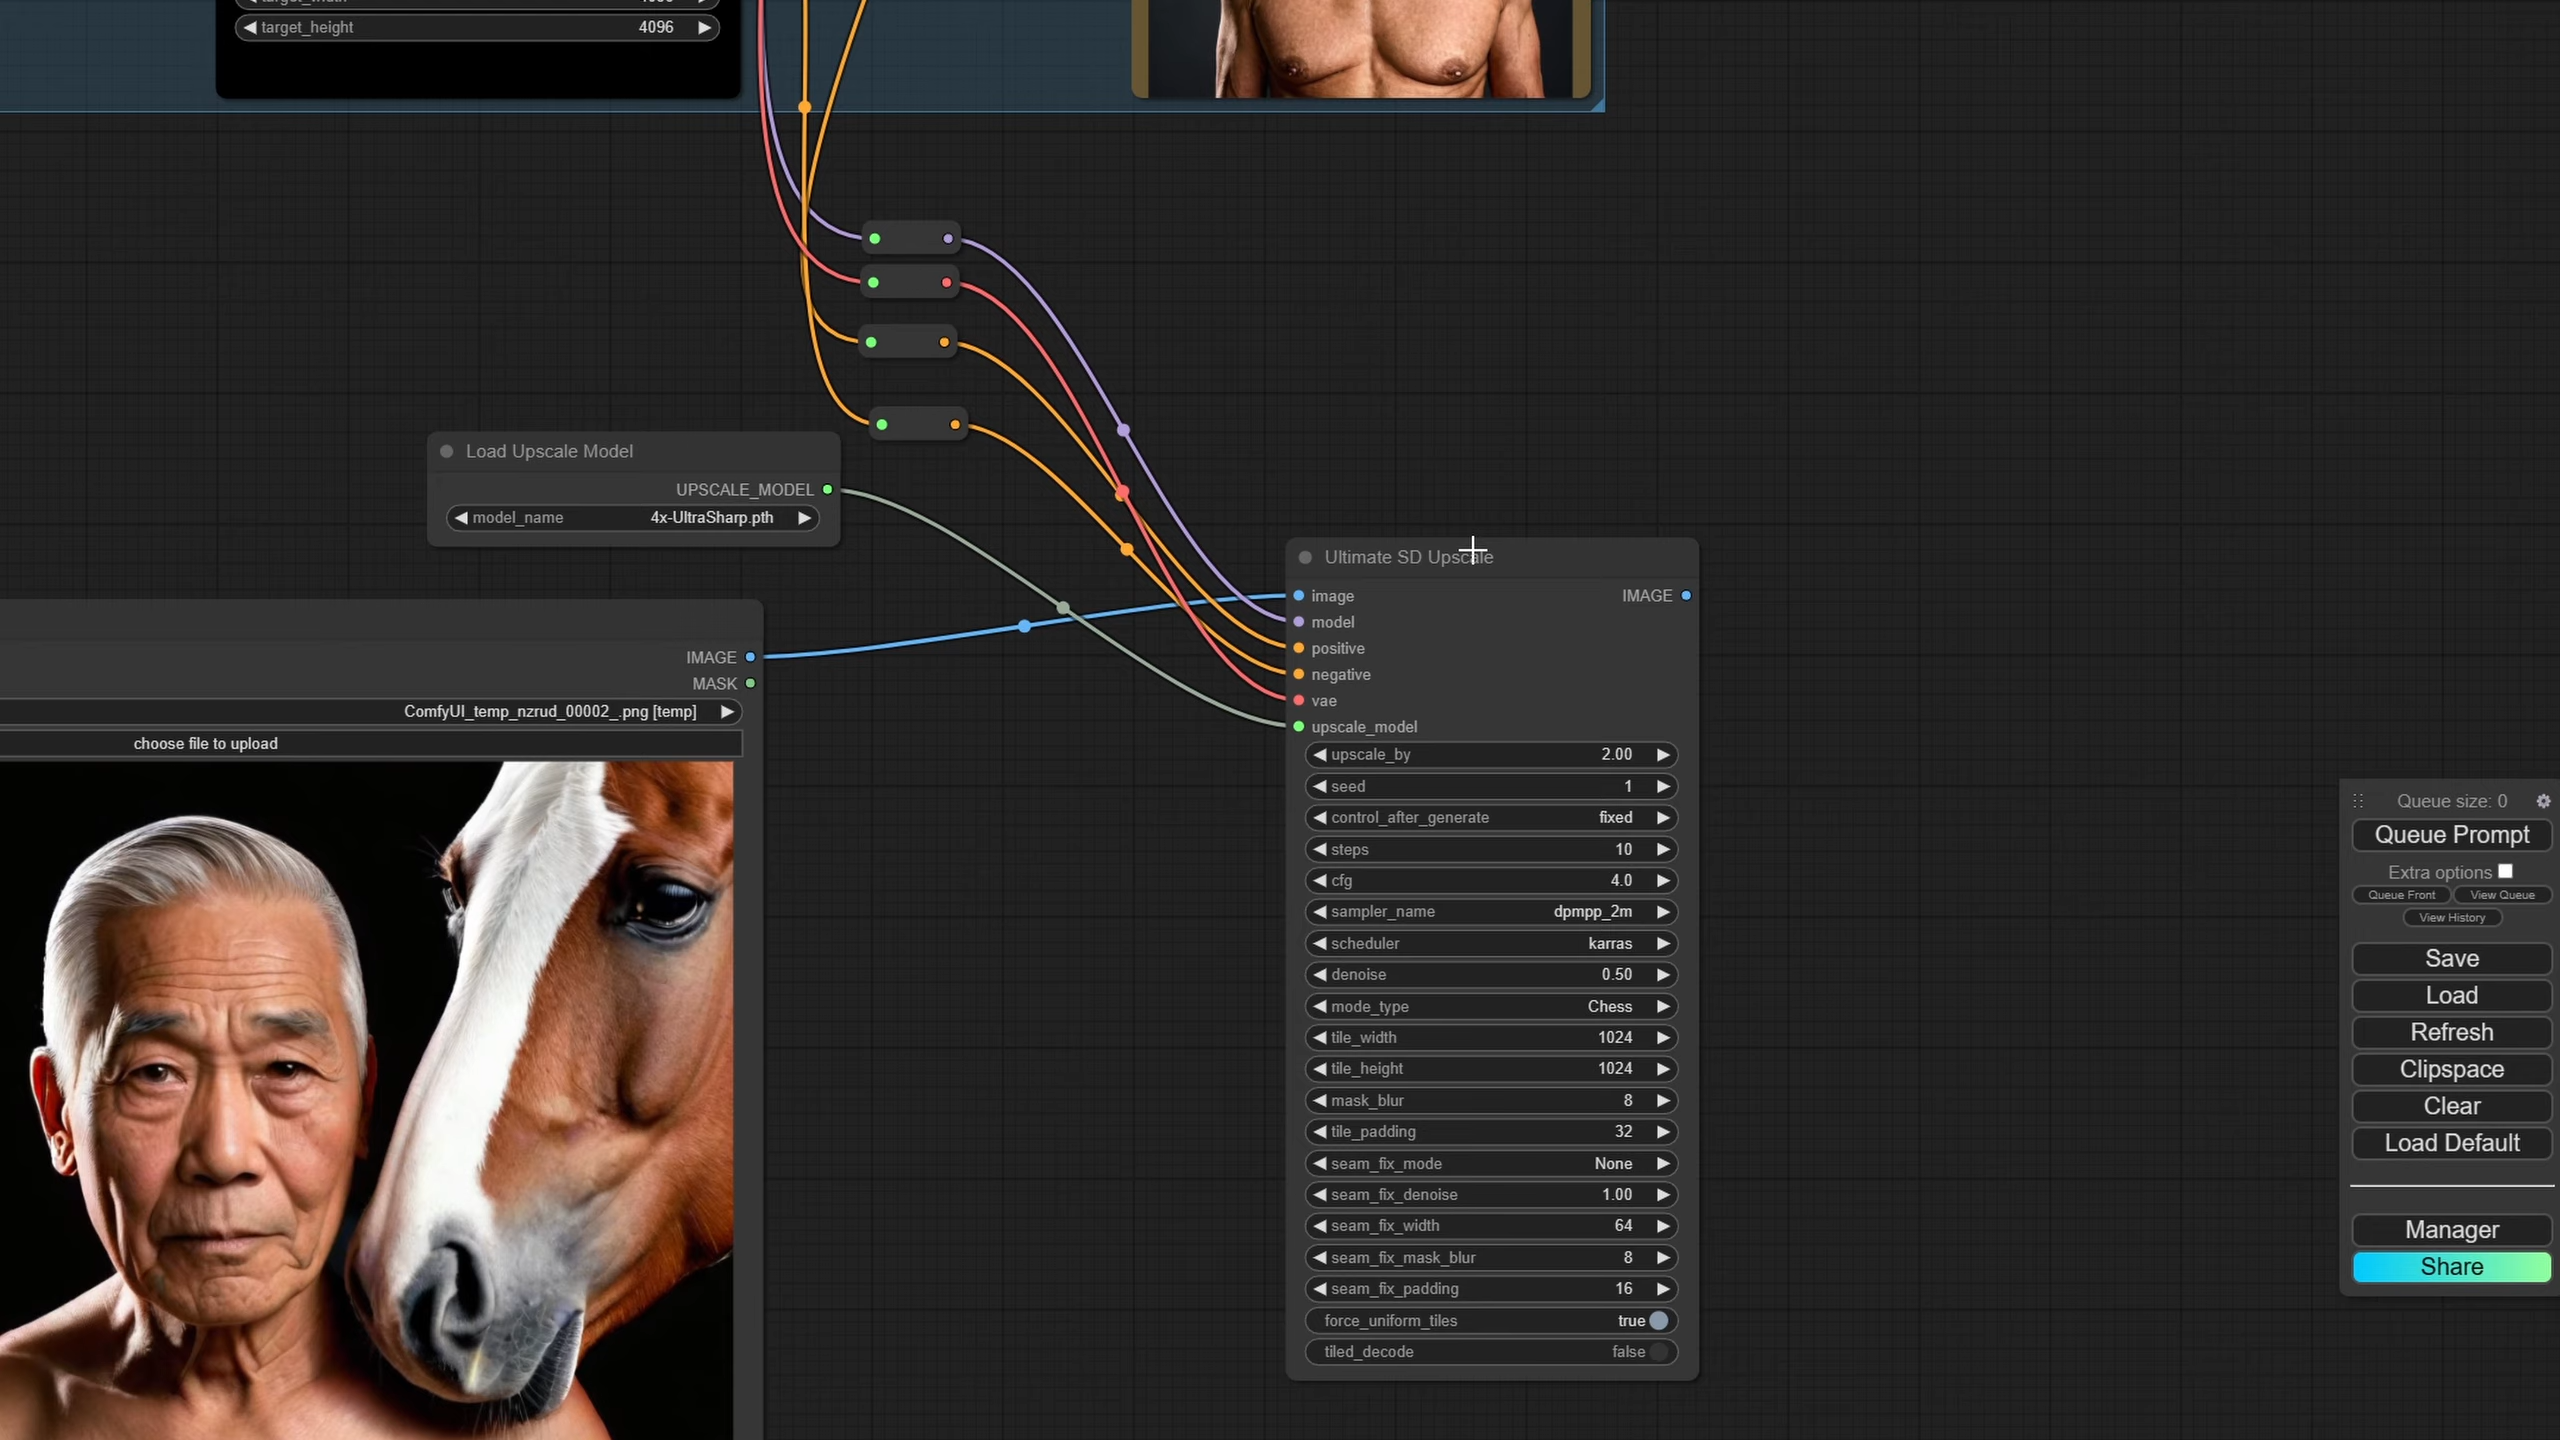 target_height 4096
Load Upscale Model
UPSCALE_MODEL
model_name 4x-UltraSharp.pth
IMAGE
MASK
ComfyUI_temp_nzrud_00002_.png [temp]
choose file to upload
Ultimate SD Upscale
image IMAGE
model
positive
negative
vae
upscale_model
upscale_by 2.00
seed 1
control_after_generate fixed
steps 10
cfg 4.0
sampler_name dpmpp_2m
scheduler karras
denoise 0.50
mode_type Chess
tile_width 1024
tile_height 1024
mask_blur 8
tile_padding 32
seam_fix_mode None
seam_fix_denoise 1.00
seam_fix_width 64
seam_fix_mask_blur 8
seam_fix_padding 16
force_uniform_tiles true
tiled_decode false
Queue size: 0
Queue Prompt
Extra options
Queue Front View Queue
View History
Save
Load
Refresh
Clipspace
Clear
Load Default
Manager
Share